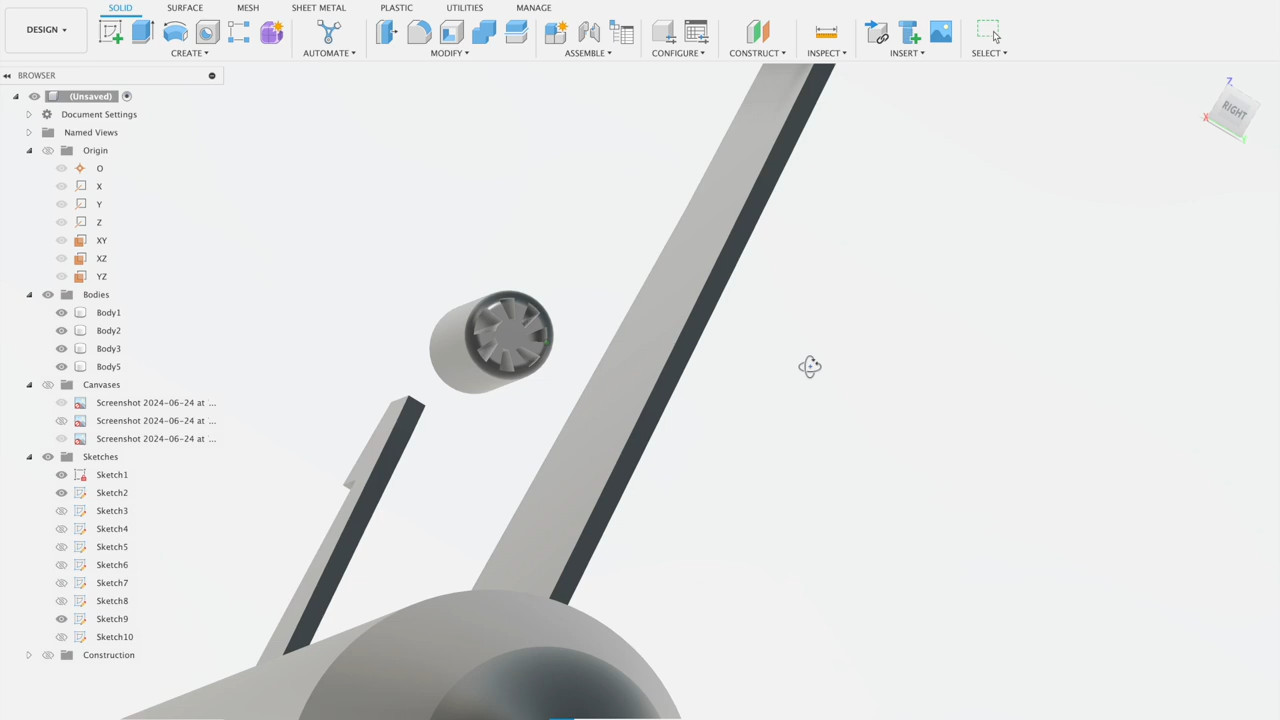 SOLID SURFACE MESH SHEET METAL PLASTIC UTILITIES MANAGE
DESIGN
CREATE AUTOMATE MODIFY ASSEMBLE CONFIGURE CONSTRUCT INSPECT INSERT SELECT
BROWSER
(Unsaved)
Document Settings
Named Views
Origin
O
X
Y
Z
XY
XZ
YZ
Bodies
Body1
Body2
Body3
Body5
Canvases
Screenshot 2024-06-24 at ...
Screenshot 2024-06-24 at ...
Screenshot 2024-06-24 at ...
Sketches
Sketch1
Sketch2
Sketch3
Sketch4
Sketch5
Sketch6
Sketch7
Sketch8
Sketch9
Sketch10
Construction
Z
RIGHT
X
Y